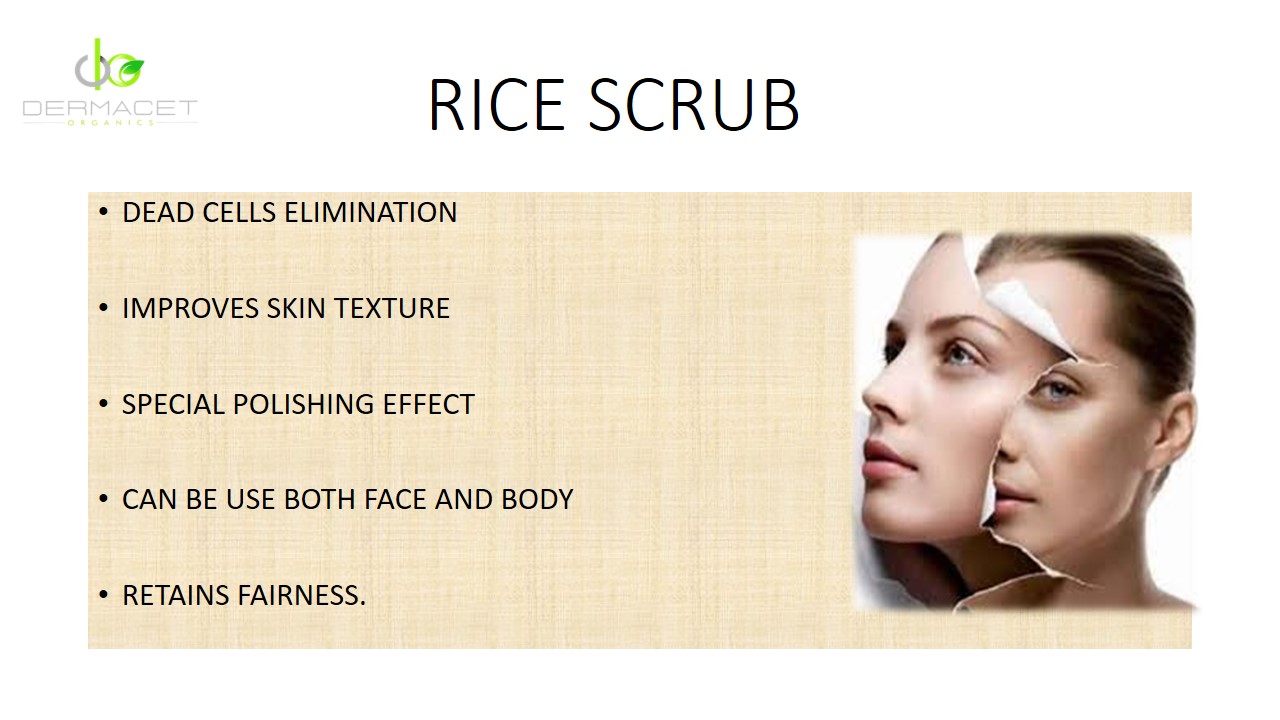 DERMACET
ORGANICS
RICE SCRUB
• DEAD CELLS ELIMINATION
• IMPROVES SKIN TEXTURE
• SPECIAL POLISHING EFFECT
• CAN BE USE BOTH FACE AND BODY
• RETAINS FAIRNESS.